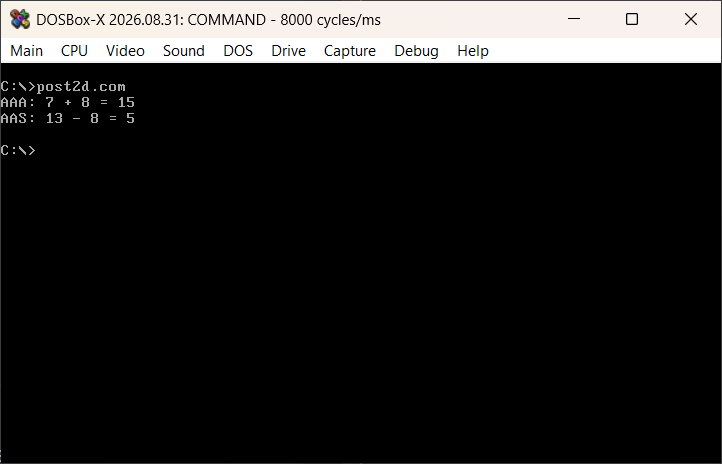 DOSBox-X 2026.08.31: COMMAND - 8000 cycles/ms
Main CPU Video Sound DOS Drive Capture Debug Help
C:\>post2d.com
AAA: 7 + 8 = 15
AAS: 13 - 8 = 5
C:\>